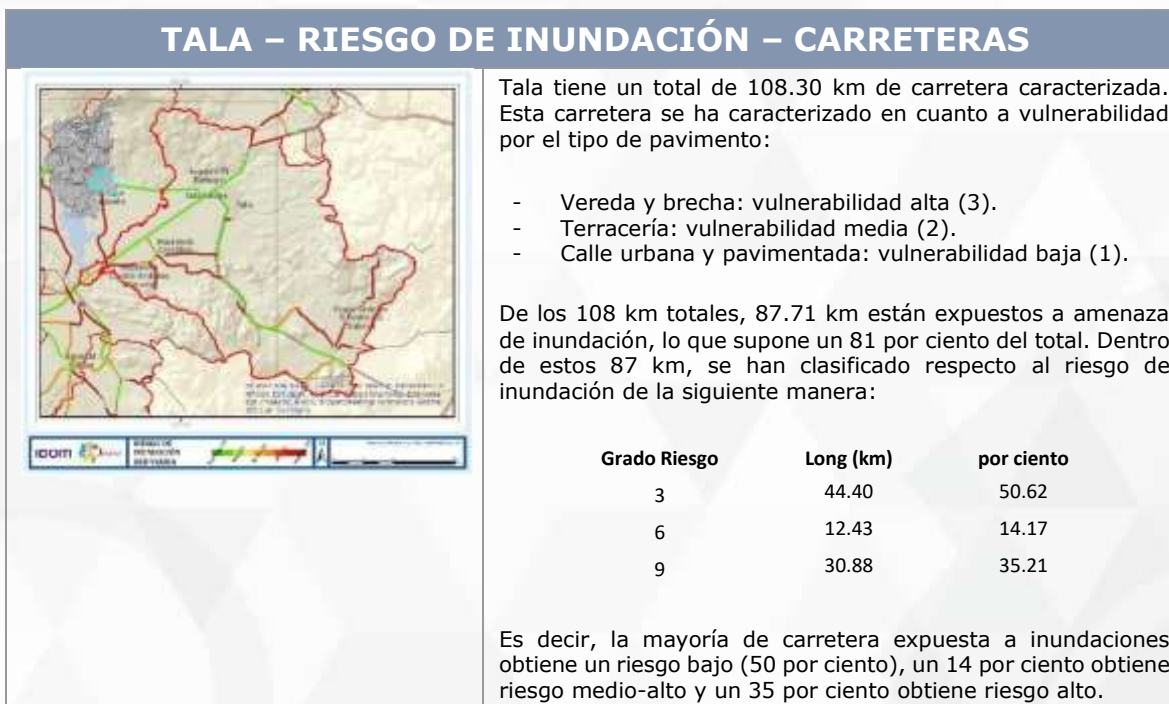 TALA – RIESGO DE INUNDACIÓN – CARRETERAS
Tala tiene un total de 108.30 km de carretera caracterizada.
Esta carretera se ha caracterizado en cuanto a vulnerabilidad
por el tipo de pavimento:
- Vereda y brecha: vulnerabilidad alta (3).
- Terracería: vulnerabilidad media (2).
- Calle urbana y pavimentada: vulnerabilidad baja (1).
De los 108 km totales, 87.71 km están expuestos a amenaza
de inundación, lo que supone un 81 por ciento del total. Dentro
de estos 87 km, se han clasificado respecto al riesgo de
inundación de la siguiente manera:
Grado Riesgo Long (km) por ciento
3 44.40 50.62
6 12.43 14.17
9 30.88 35.21
Es decir, la mayoría de carretera expuesta a inundaciones
obtiene un riesgo bajo (50 por ciento), un 14 por ciento obtiene
riesgo medio-alto y un 35 por ciento obtiene riesgo alto.
Tala
IDOM
RIESGO DE
INUNDACIÓN